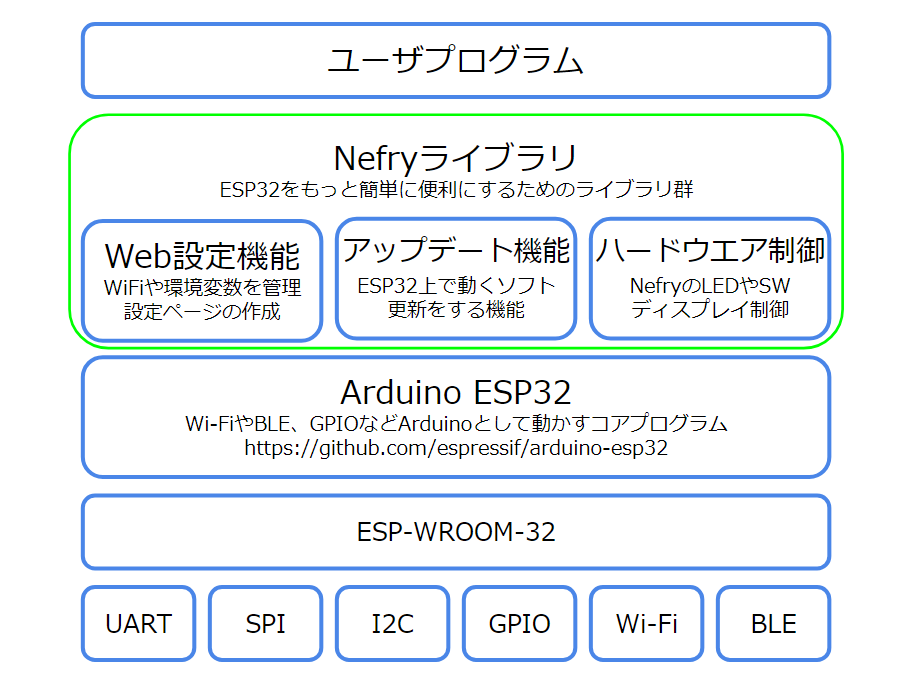 ユーザプログラム
Nefryライブラリ
ESP32をもっと簡単に便利にするためのライブラリ群
Web設定機能
WiFiや環境変数を管理
設定ページの作成
アップデート機能
ESP32上で動くソフト
更新をする機能
ハードウエア制御
NefryのLEDやSW
ディスプレイ制御
Arduino ESP32
Wi-FiやBLE、GPIOなどArduinoとして動かすコアプログラム
https://github.com/espressif/arduino-esp32
ESP-WROOM-32
UART
SPI
I2C
GPIO
Wi-Fi
BLE